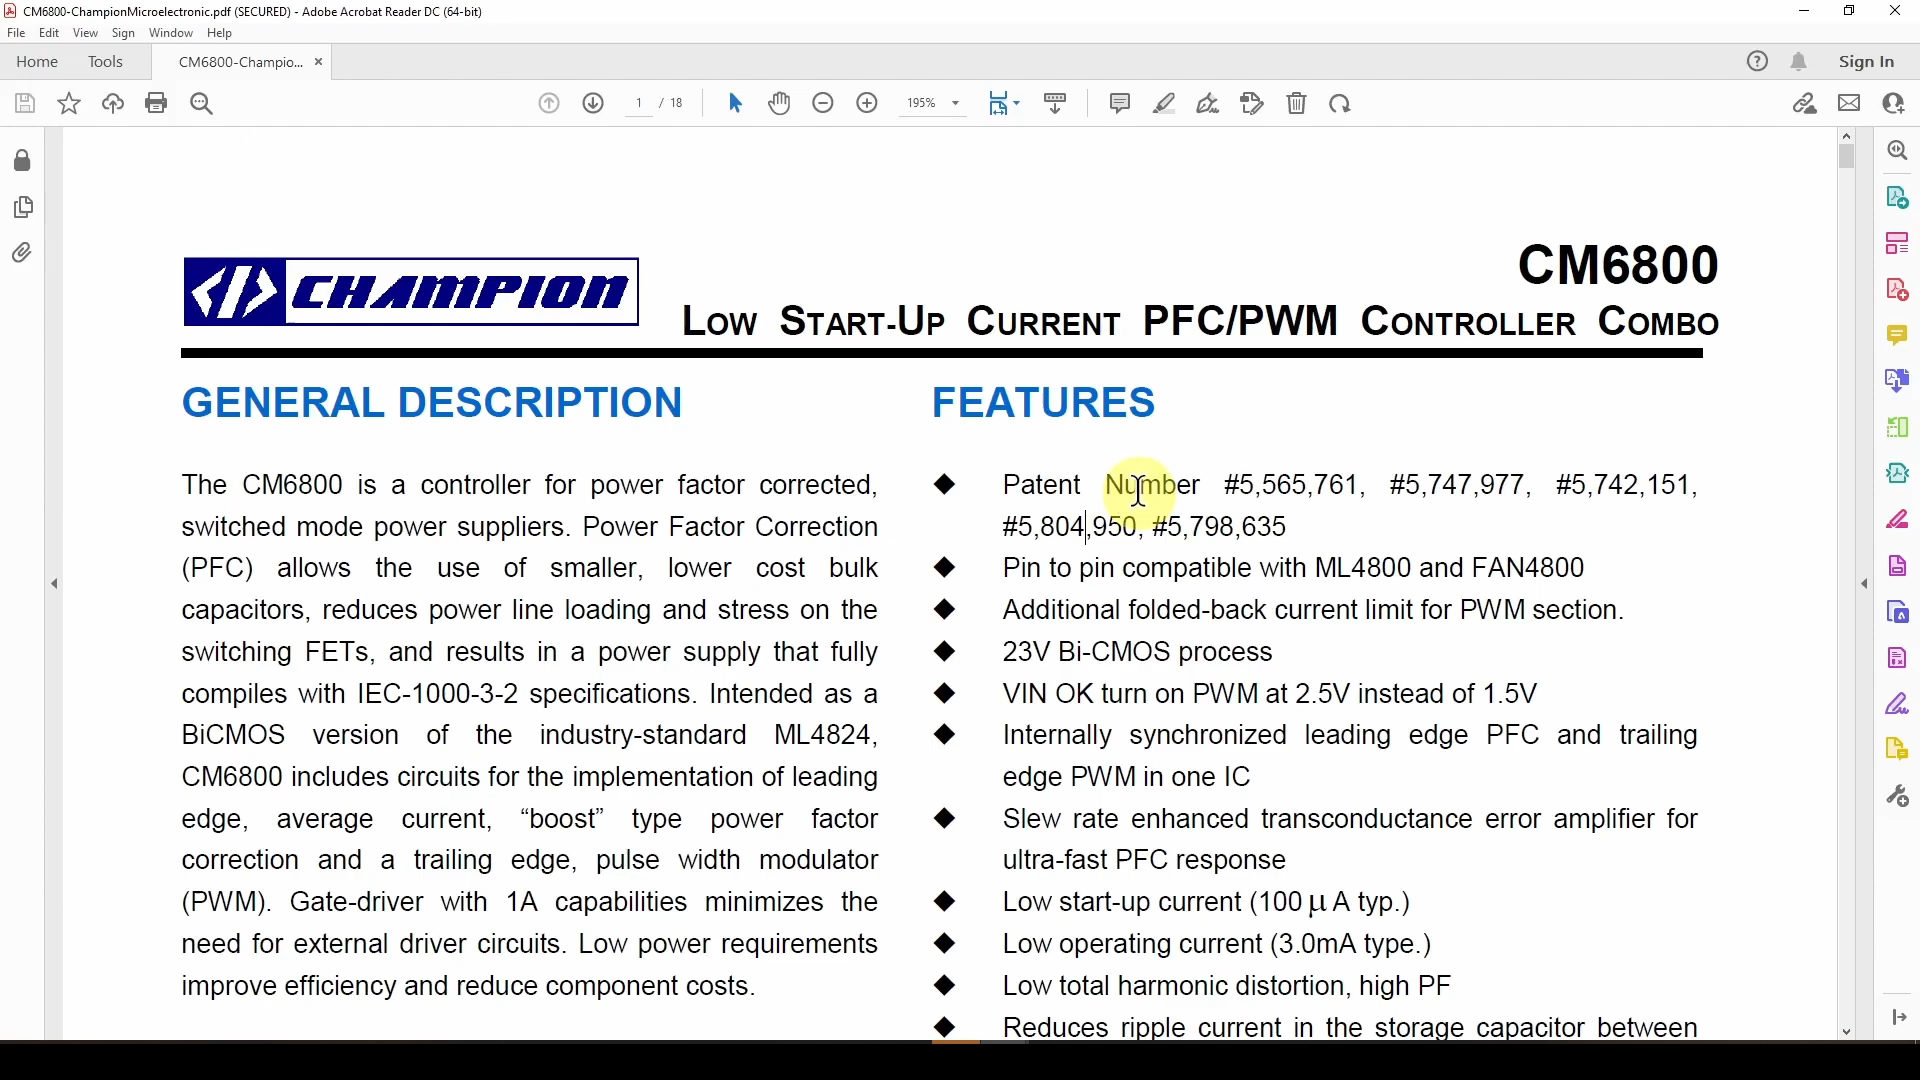 CM6800-ChampionMicroelectronic.pdf (SECURED) - Adobe Acrobat Reader DC (64-bit)
File Edit View Sign Window Help
Home Tools CM6800-Champio... × Sign In
1 / 18 195%
CHAMPION
CM6800
LOW START-UP CURRENT PFC/PWM CONTROLLER COMBO
GENERAL DESCRIPTION
The CM6800 is a controller for power factor corrected,
switched mode power suppliers. Power Factor Correction
(PFC) allows the use of smaller, lower cost bulk
capacitors, reduces power line loading and stress on the
switching FETs, and results in a power supply that fully
compiles with IEC-1000-3-2 specifications. Intended as a
BiCMOS version of the industry-standard ML4824,
CM6800 includes circuits for the implementation of leading
edge, average current, “boost” type power factor
correction and a trailing edge, pulse width modulator
(PWM). Gate-driver with 1A capabilities minimizes the
need for external driver circuits. Low power requirements
improve efficiency and reduce component costs.
FEATURES
◆ Patent Number #5,565,761, #5,747,977, #5,742,151,
#5,804,950, #5,798,635
◆ Pin to pin compatible with ML4800 and FAN4800
◆ Additional folded-back current limit for PWM section.
◆ 23V Bi-CMOS process
◆ VIN OK turn on PWM at 2.5V instead of 1.5V
◆ Internally synchronized leading edge PFC and trailing
edge PWM in one IC
◆ Slew rate enhanced transconductance error amplifier for
ultra-fast PFC response
◆ Low start-up current (100 μ A typ.)
◆ Low operating current (3.0mA type.)
◆ Low total harmonic distortion, high PF
◆ Reduces ripple current in the storage capacitor between